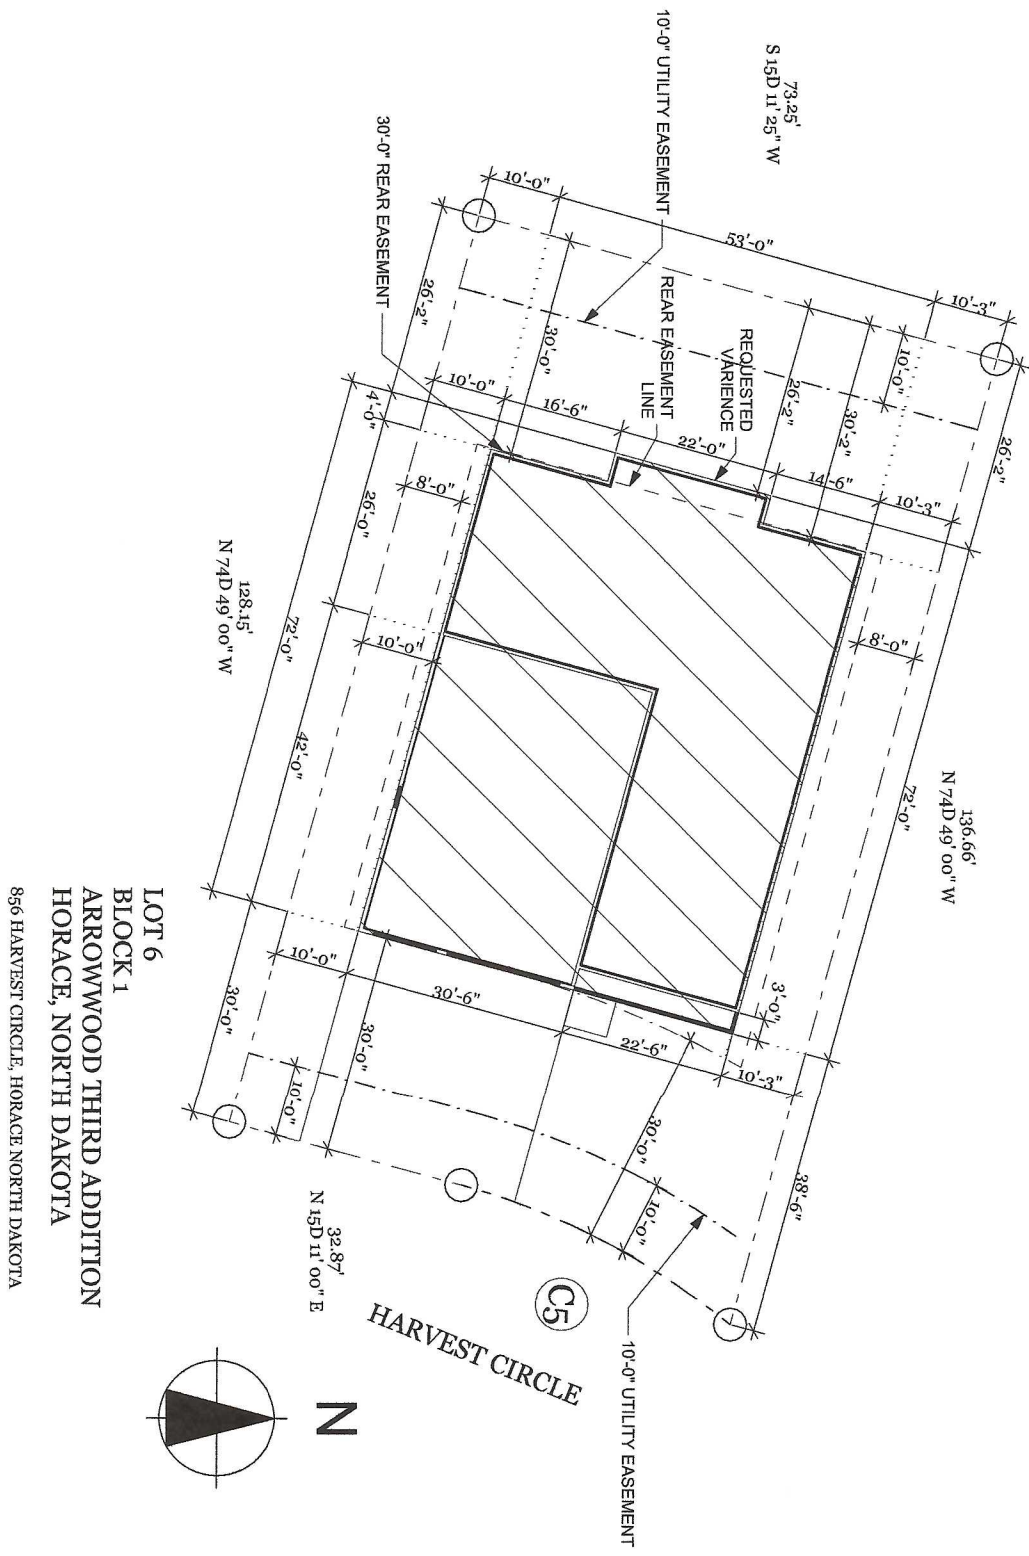 73.25'
S 15D 11' 25" W
10'-0" UTILITY EASEMENT
30'-0" REAR EASEMENT
REAR EASEMENT
LINE
REQUESTED
VARIENCE
10'-0"
53'-0"
10'-3"
26'-2"
30'-0"
26'-2"
30'-2"
10'-0"
26'-2"
10'-0"
16'-6"
22'-0"
14'-6"
10'-3"
4'-0"
8'-0"
26'-0"
8'-0"
10'-0"
72'-0"
42'-0"
72'-0"
128.15'
N 74D 49' 00" W
136.66'
N 74D 49' 00" W
3'-0"
10'-0"
30'-6"
22'-6"
10'-3"
30'-0"
30'-0"
10'-0"
30'-0"
10'-0"
38'-6"
32.87'
N 15D 11' 00" E
C5
HARVEST CIRCLE
10'-0" UTILITY EASEMENT
LOT 6
BLOCK 1
ARROWWOOD THIRD ADDITION
HORACE, NORTH DAKOTA
856 HARVEST CIRCLE, HORACE NORTH DAKOTA
N